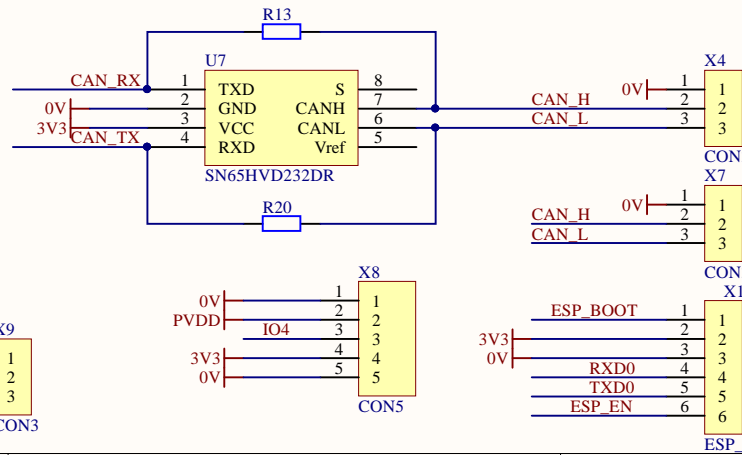 R13
U7
CAN_RX 1 TXD S 8
0V 2 GND CANH 7 CAN_H
3V3 3 VCC CANL 6 CAN_L
CAN_TX 4 RXD Vref 5
SN65HVD232DR
R20
X4
0V 1 1
2 2
3 3
CON
X7
0V 1 1
CAN_H 2 2
CAN_L 3 3
CON
X8
0V 1 1
PVDD 2 2
IO4 3 3
3V3 4 4
0V 5 5
CON5
X9
1
2
3
CON3
X1
ESP_BOOT 1 1
3V3 2 2
0V 3 3
RXD0 4 4
TXD0 5 5
ESP_EN 6 6
ESP_